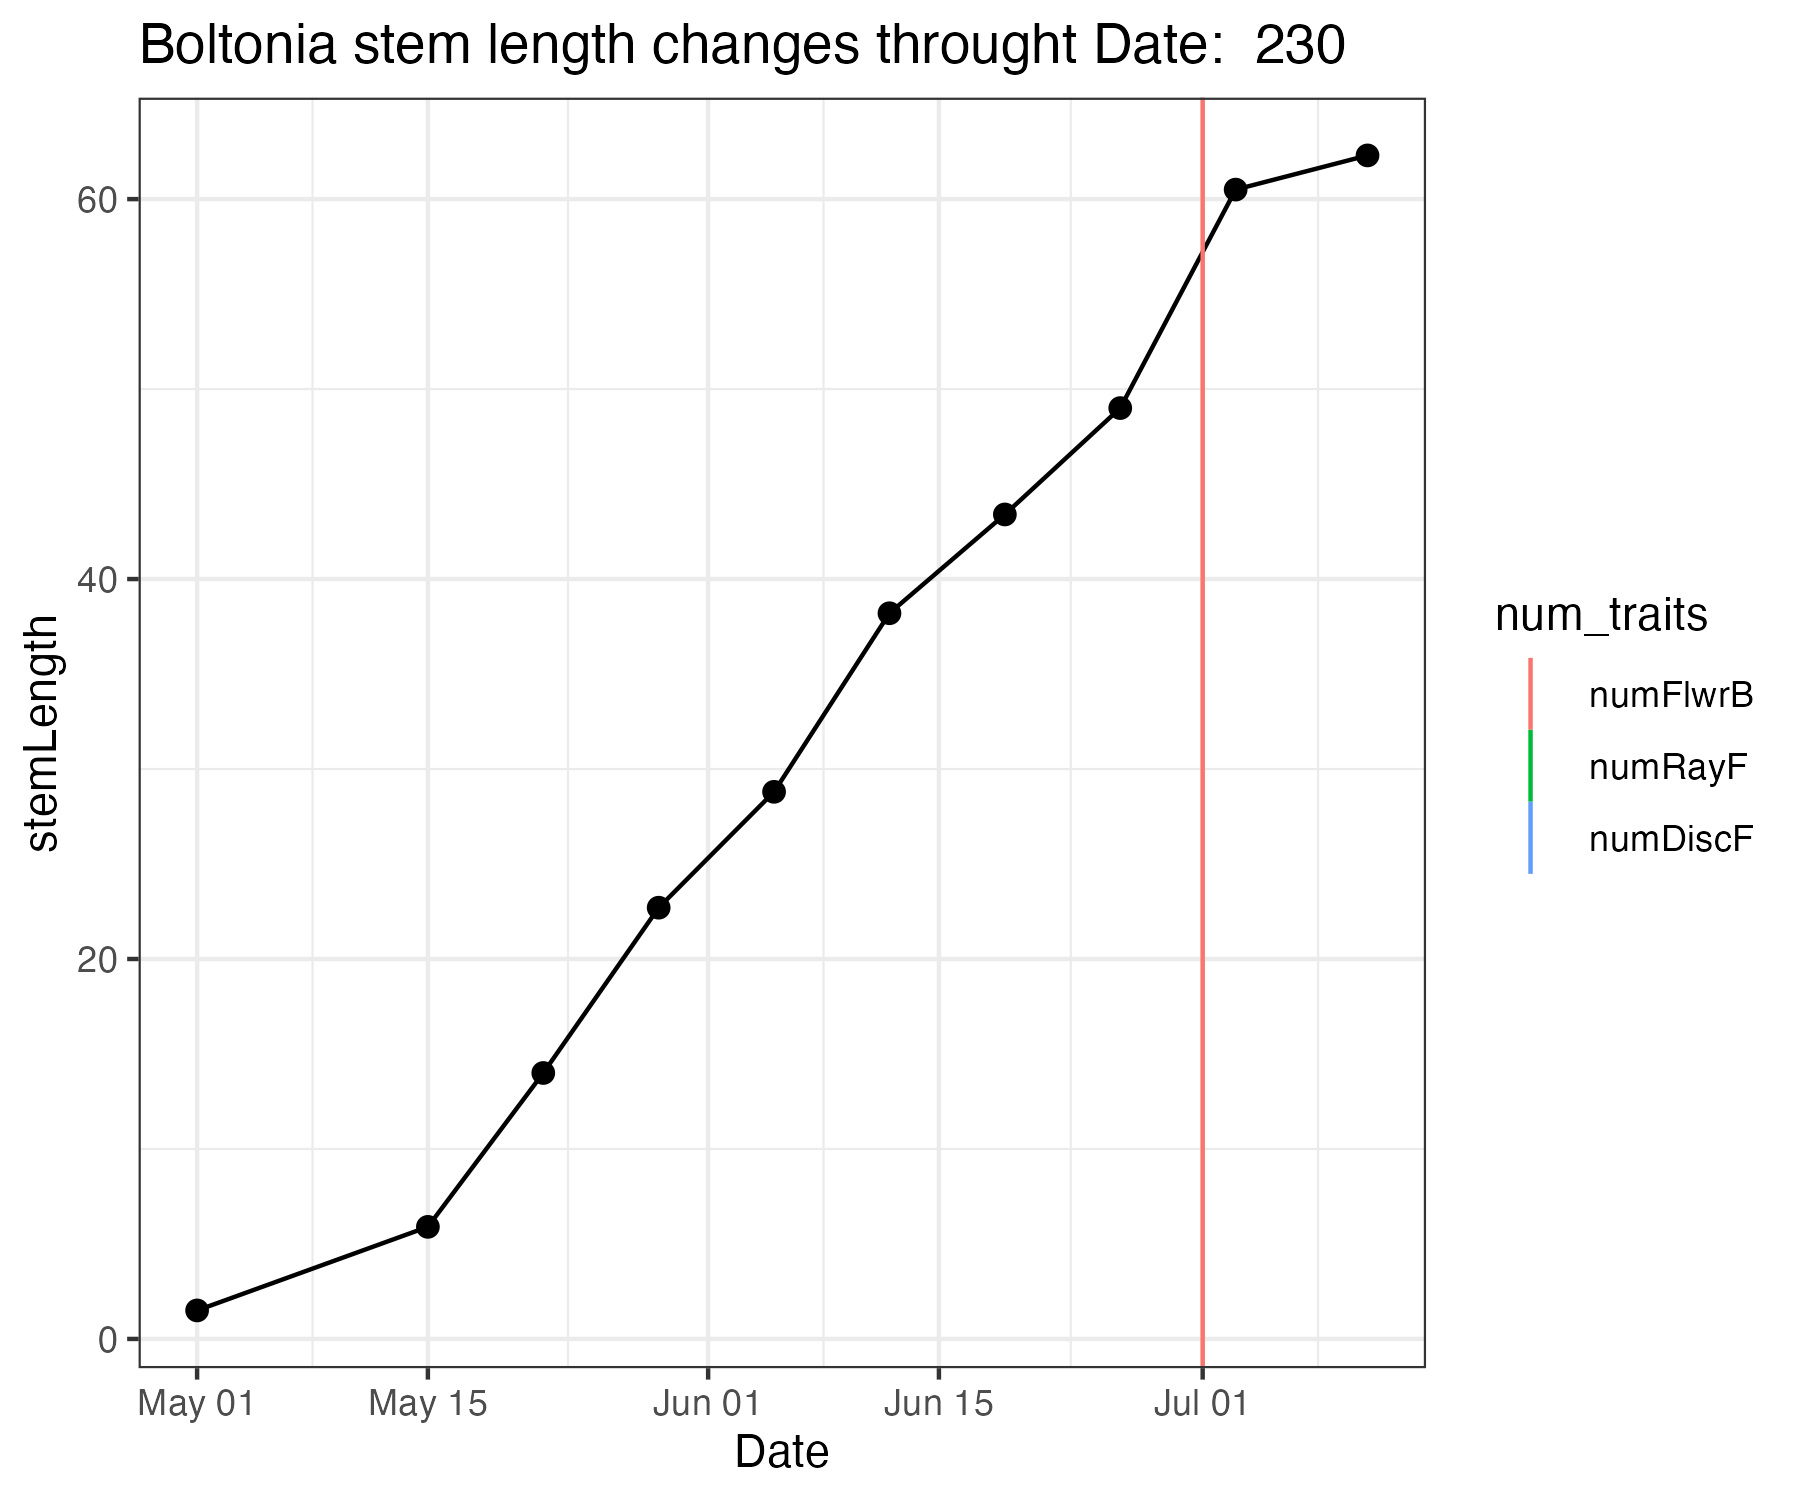 Boltonia stem length changes throught Date:  230
stemLength
60
40
20
0
May 01
May 15
Jun 01
Jun 15
Jul 01
Date
num_traits
numFlwrB
numRayF
numDiscF